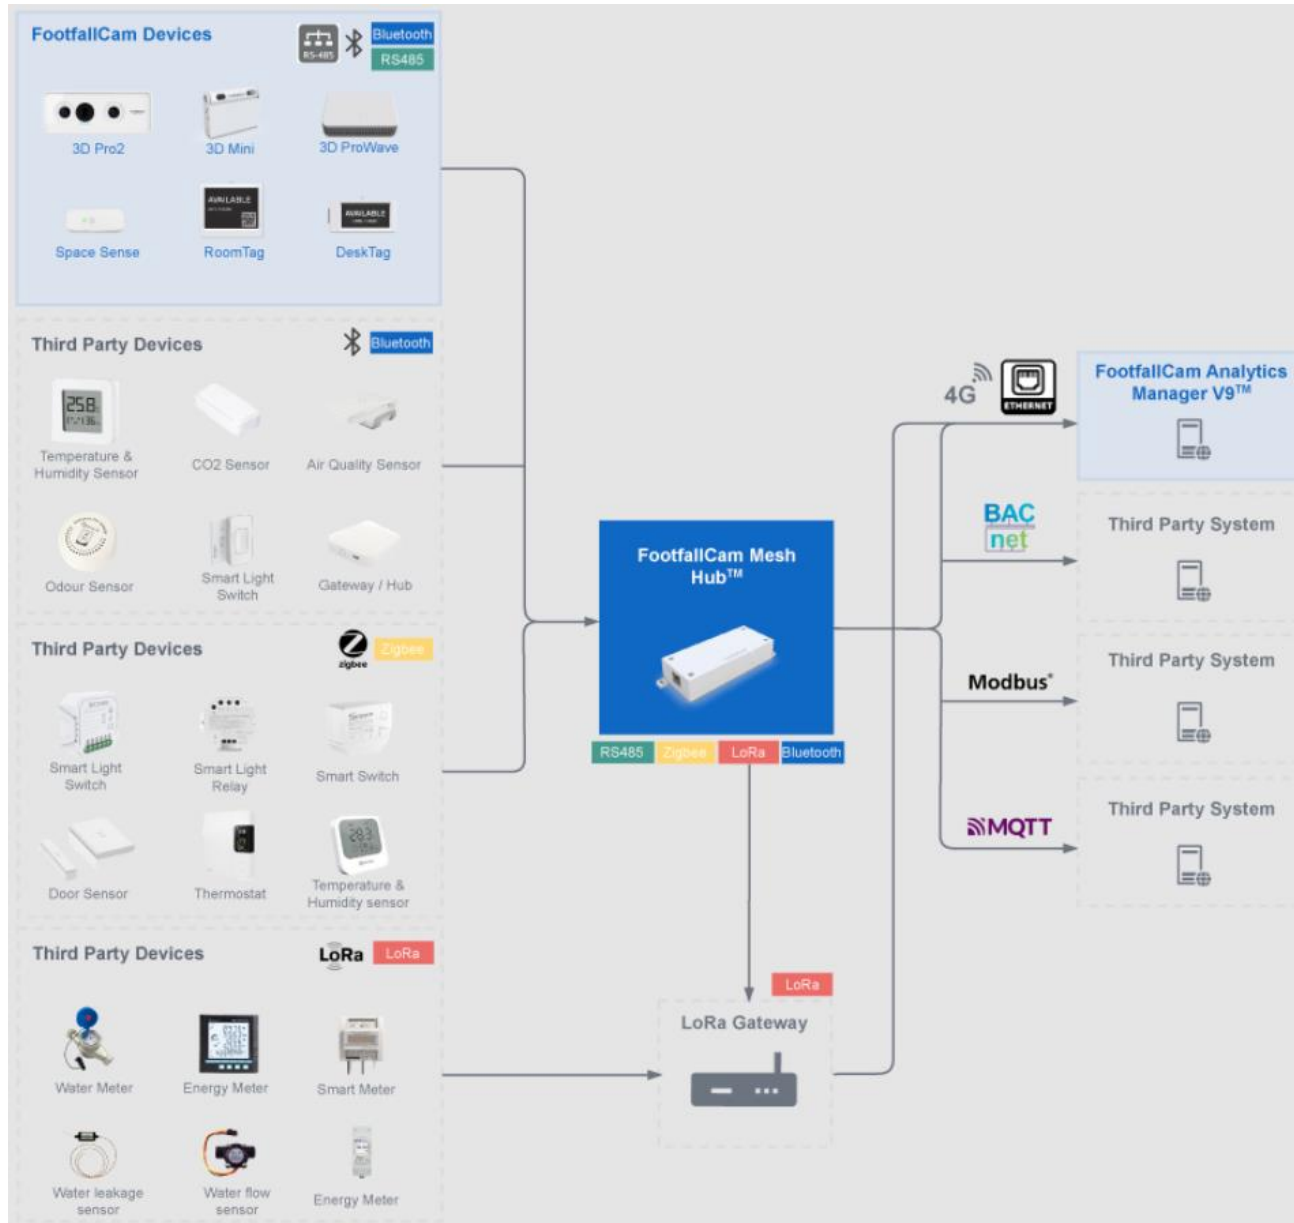 FootfallCam Devices
RS-485
Bluetooth
RS485
3D Pro2
3D Mini
3D ProWave
AVAILABLE
AVAILABLE
Space Sense
RoomTag
DeskTag
Third Party Devices
Bluetooth
Temperature &
Humidity Sensor
CO2 Sensor
Air Quality Sensor
Odour Sensor
Smart Light
Switch
Gateway / Hub
Third Party Devices
zigbee
Zigbee
Smart Light
Switch
Smart Light
Relay
Smart Switch
Door Sensor
Thermostat
28.3
Temperature &
Humidity sensor
Third Party Devices
LoRa
LoRa
Water Meter
Energy Meter
Smart Meter
Water leakage
sensor
Water flow
sensor
Energy Meter
FootfallCam Mesh
Hub™
RS485
Zigbee
LoRa
Bluetooth
LoRa
LoRa Gateway
4G
ETHERNET
BAC
net
Modbus®
MQTT
FootfallCam Analytics
Manager V9™
Third Party System
Third Party System
Third Party System